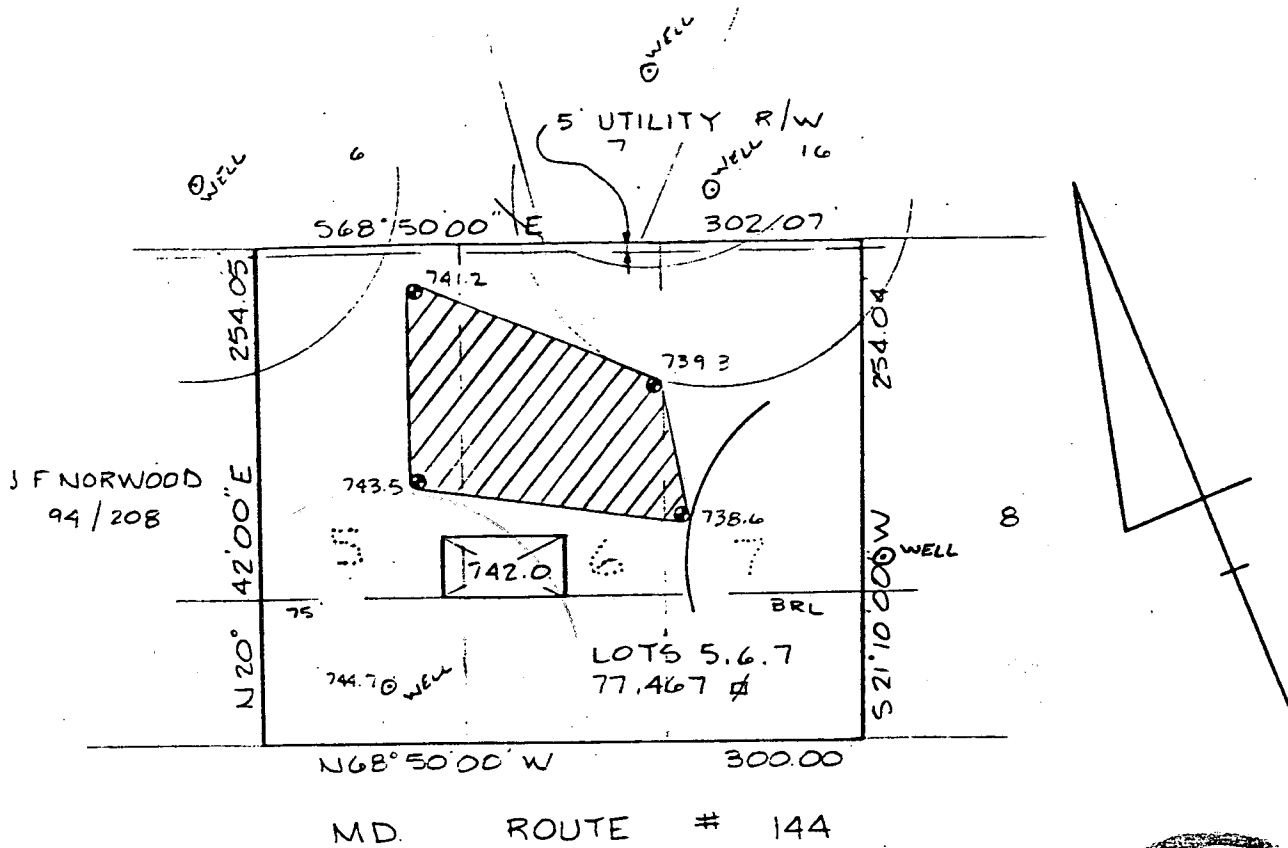 WELL
5' UTILITY R/W
7
WELL
16
WELL
6
S68°50'00" E
302/07
741.2
254.05
254.04
739.3
J F NORWOOD
94/208
743.5
738.6
8
N 20° 42'00" E
S 21°10'00" W
WELL
5
742.0
6
7
75'
BRL
744.7
WELL
LOTS 5.6.7
77.467 ⍁
N68°50'00' W
300.00
MD. ROUTE # 144